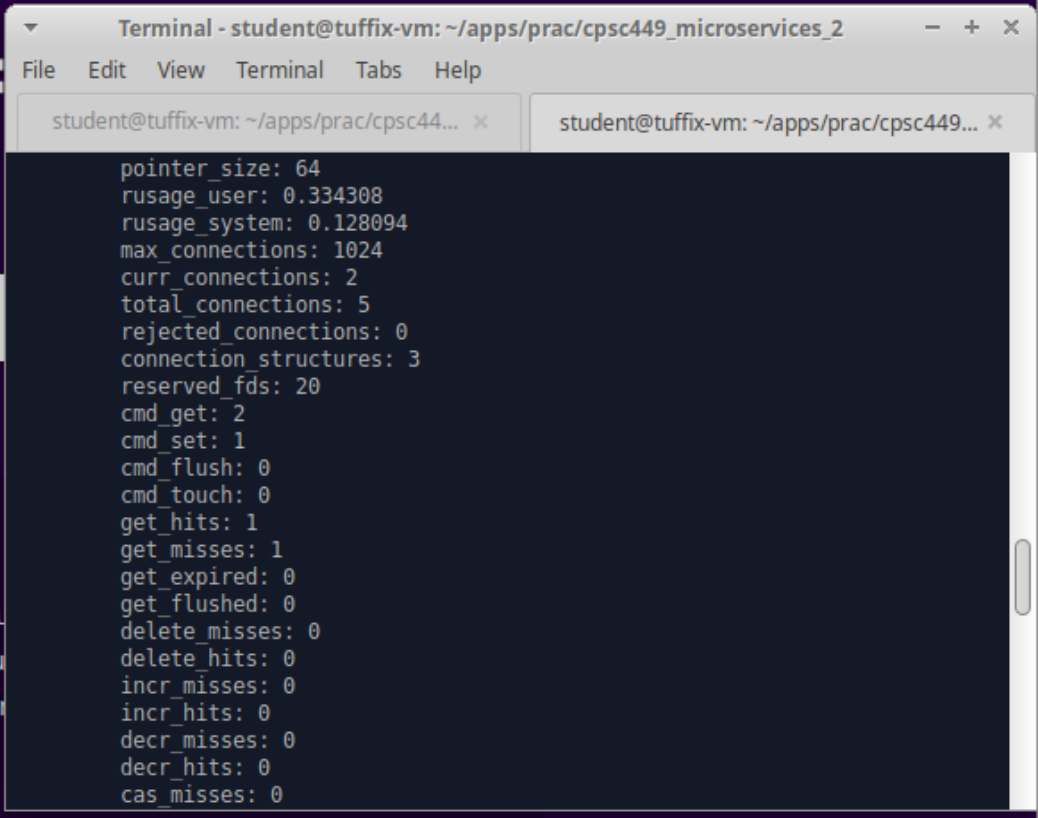 Terminal - student@tuffix-vm: ~/apps/prac/cpsc449_microservices_2
File Edit View Terminal Tabs Help
student@tuffix-vm: ~/apps/prac/cpsc44... student@tuffix-vm: ~/apps/prac/cpsc449...
pointer_size: 64
rusage_user: 0.334308
rusage_system: 0.128094
max_connections: 1024
curr_connections: 2
total_connections: 5
rejected_connections: 0
connection_structures: 3
reserved_fds: 20
cmd_get: 2
cmd_set: 1
cmd_flush: 0
cmd_touch: 0
get_hits: 1
get_misses: 1
get_expired: 0
get_flushed: 0
delete_misses: 0
delete_hits: 0
incr_misses: 0
incr_hits: 0
decr_misses: 0
decr_hits: 0
cas_misses: 0